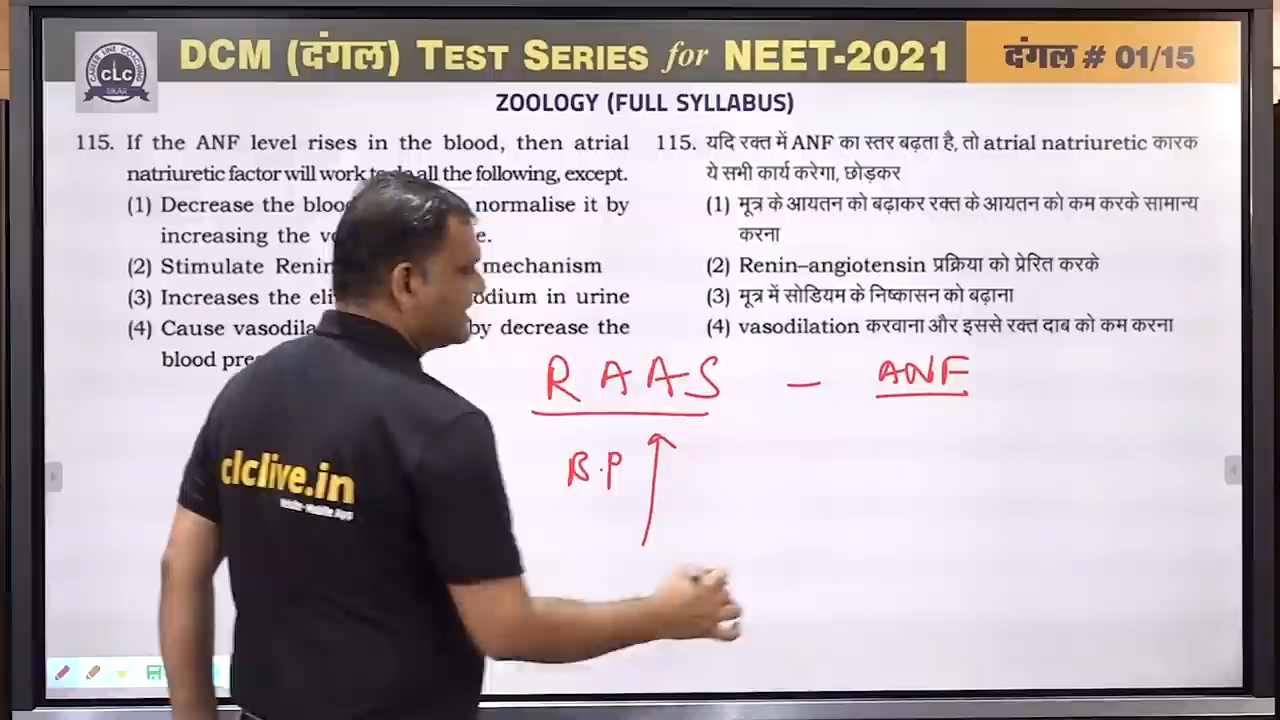 DCM (दंगल) TEST SERIES for NEET-2021
दंगल # 01/15
CLC
SIKAR
ZOOLOGY (FULL SYLLABUS)
115. If the ANF level rises in the blood, then atrial
natriuretic factor will work all the following, except.
(1) Decrease the normalise it by
increasing the
(2) Stimulate mechanism
(3) Increases the in urine
(4) Cause by decrease the
blood
115. यदि रक्त में ANF का स्तर बढ़ता है, तो atrial natriuretic कारक
ये सभी कार्य करेगा, छोड़कर
(1) मूत्र के आयतन को बढ़ाकर रक्त के आयतन को कम करके सामान्य
करना
(2) Renin–angiotensin प्रक्रिया को प्रेरित करके
(3) मूत्र में सोडियम के निष्कासन को बढ़ाना
(4) vasodilation करवाना और इससे रक्त दाब को कम करना
RAAS – ANF
B.P
clclive.in